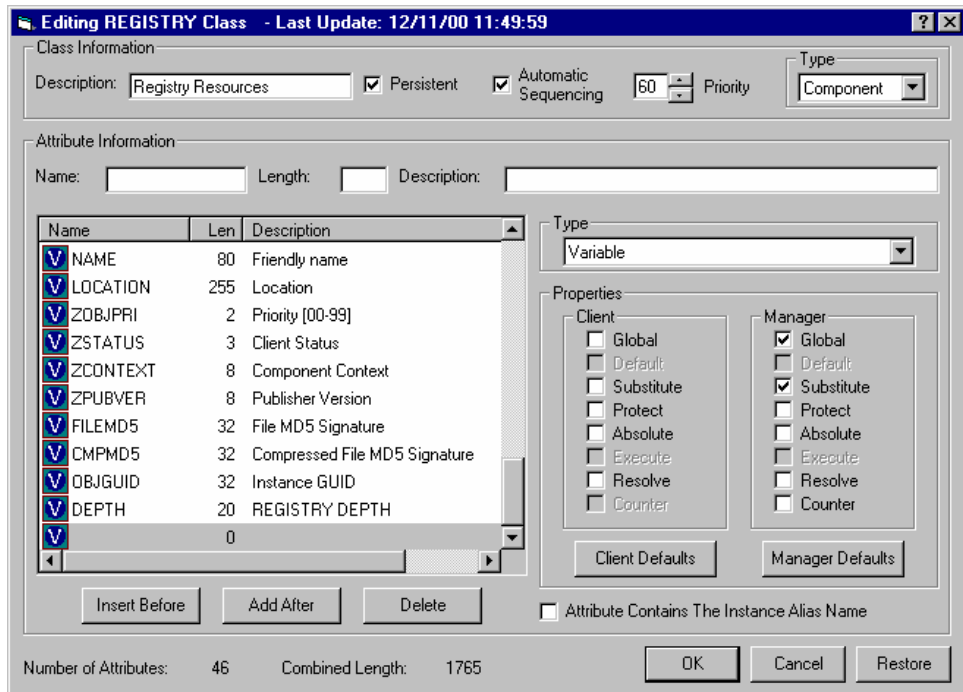 Editing REGISTRY Class - Last Update: 12/11/00 11:49:59
Class Information
Description: Registry Resources Persistent Automatic Sequencing 60 Priority Type Component
Attribute Information
Name: Length: Description:
Name Len Description
V NAME 80 Friendly name
V LOCATION 255 Location
V ZOBJPRI 2 Priority [00-99]
V ZSTATUS 3 Client Status
V ZCONTEXT 8 Component Context
V ZPUBVER 8 Publisher Version
V FILEMD5 32 File MD5 Signature
V CMPMD5 32 Compressed File MD5 Signature
V OBJGUID 32 Instance GUID
V DEPTH 20 REGISTRY DEPTH
V 0
Insert Before Add After Delete
Type
Variable
Properties
Client
Global
Default
Substitute
Protect
Absolute
Execute
Resolve
Counter
Client Defaults
Manager
Global
Default
Substitute
Protect
Absolute
Execute
Resolve
Counter
Manager Defaults
Attribute Contains The Instance Alias Name
Number of Attributes: 46 Combined Length: 1765
OK Cancel Restore